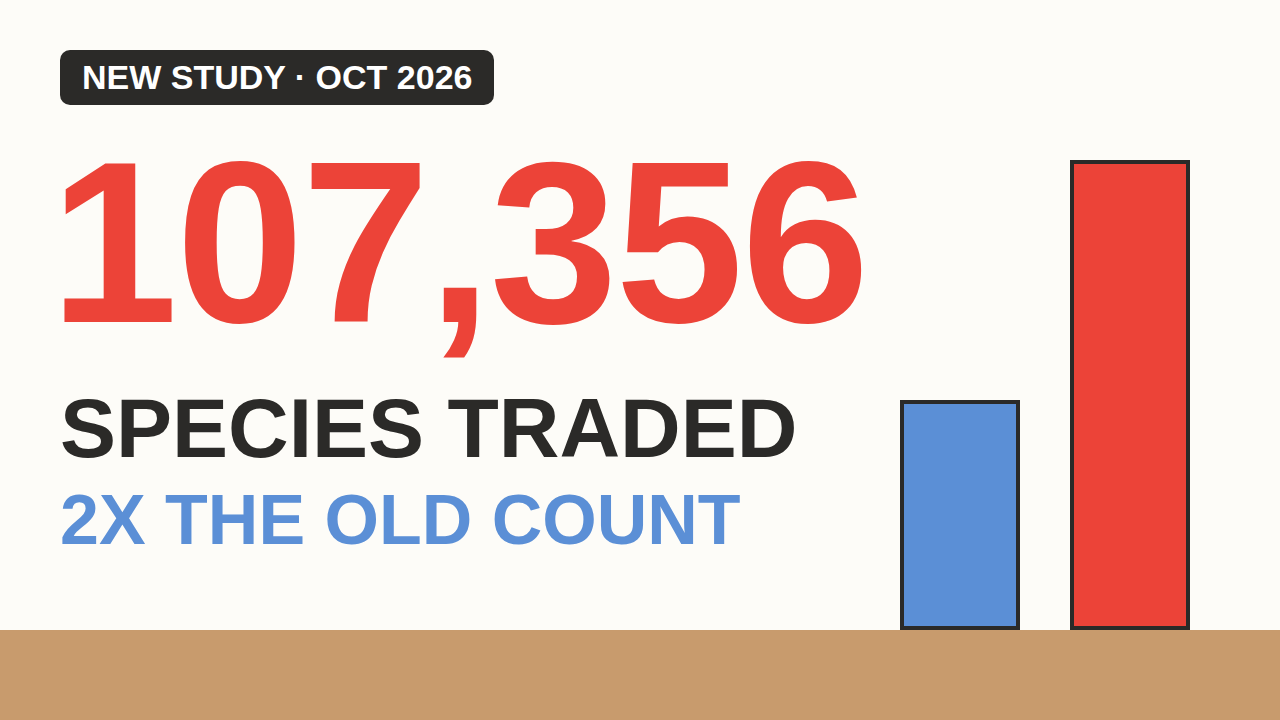 NEW STUDY · OCT 2026
107,356
SPECIES TRADED
2X THE OLD COUNT